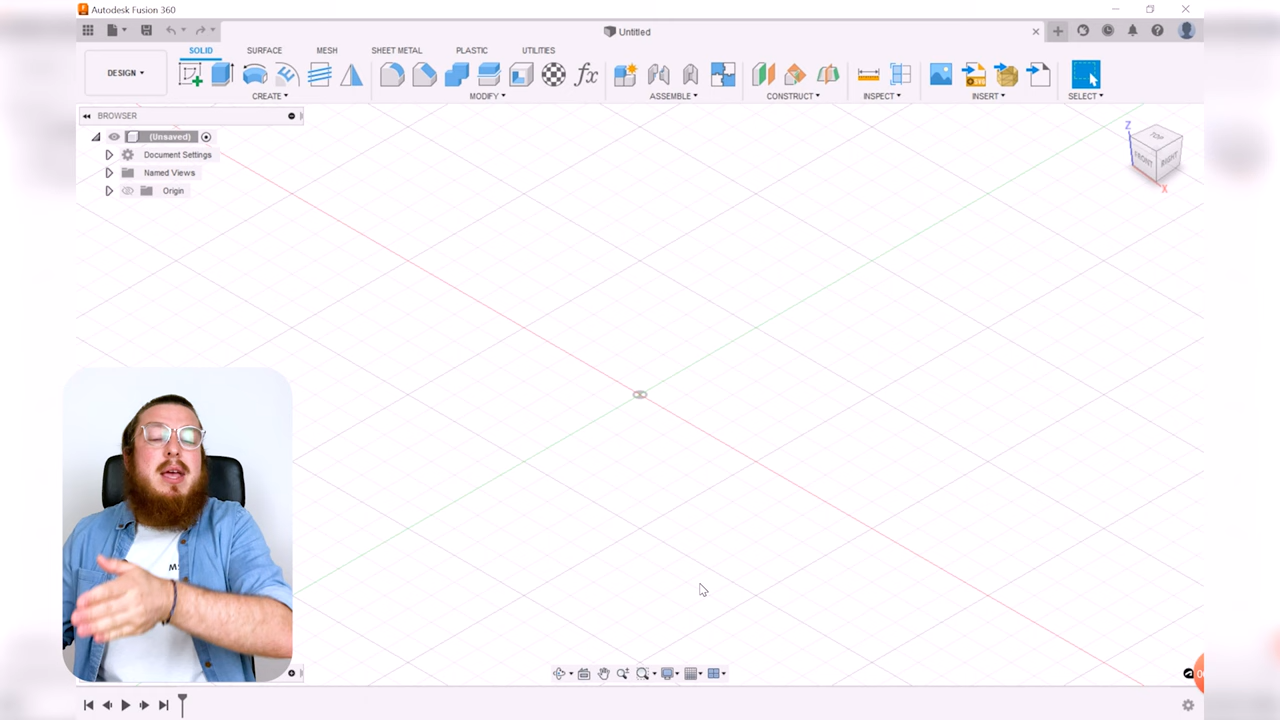 Autodesk Fusion 360
Untitled
SOLID SURFACE MESH SHEET METAL PLASTIC UTILITIES
DESIGN
CREATE MODIFY ASSEMBLE CONSTRUCT INSPECT INSERT SELECT
BROWSER
(Unsaved)
Document Settings
Named Views
Origin
Z
TOP
FRONT RIGHT
X